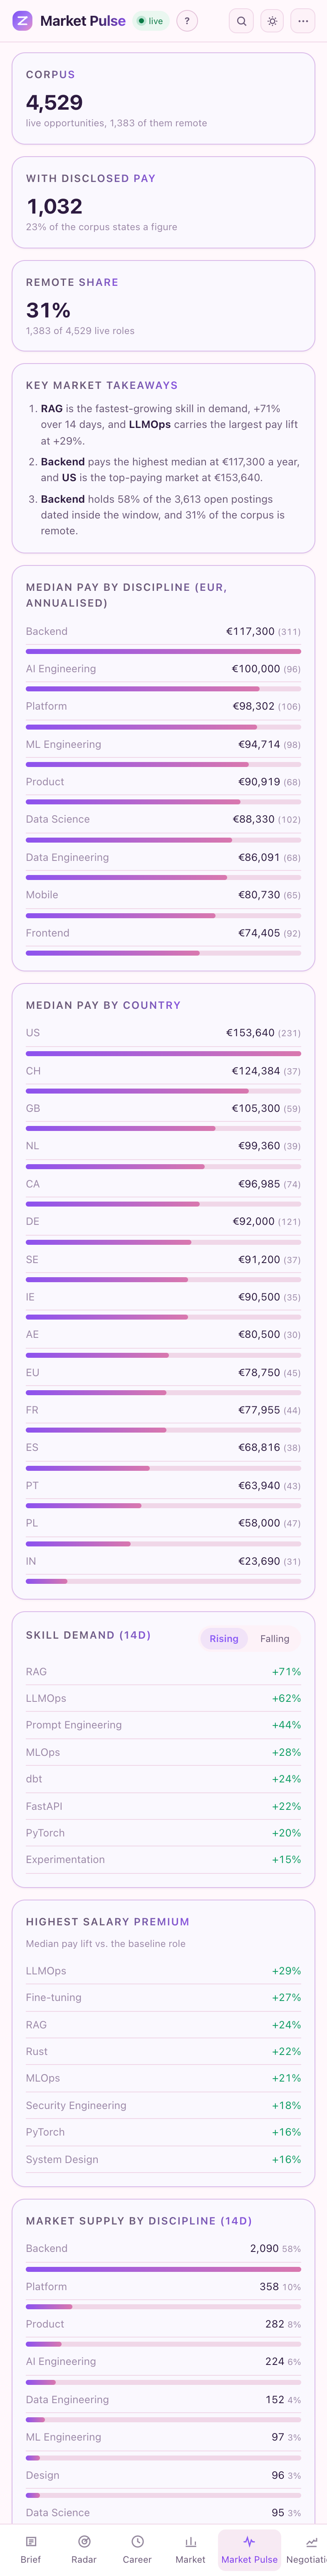 Market Pulse live ?
CORPUS
4,529
live opportunities, 1,383 of them remote
WITH DISCLOSED PAY
1,032
23% of the corpus states a figure
REMOTE SHARE
31%
1,383 of 4,529 live roles
KEY MARKET TAKEAWAYS
1. RAG is the fastest-growing skill in demand, +71%
over 14 days, and LLMOps carries the largest pay lift
at +29%.
2. Backend pays the highest median at €117,300 a year,
and US is the top-paying market at €153,640.
3. Backend holds 58% of the 3,613 open postings
dated inside the window, and 31% of the corpus is
remote.
MEDIAN PAY BY DISCIPLINE (EUR,
ANNUALISED)
Backend €117,300 (311)
AI Engineering €100,000 (96)
Platform €98,302 (106)
ML Engineering €94,714 (98)
Product €90,919 (68)
Data Science €88,330 (102)
Data Engineering €86,091 (68)
Mobile €80,730 (65)
Frontend €74,405 (92)
MEDIAN PAY BY COUNTRY
US €153,640 (231)
CH €124,384 (37)
GB €105,300 (59)
NL €99,360 (39)
CA €96,985 (74)
DE €92,000 (121)
SE €91,200 (37)
IE €90,500 (35)
AE €80,500 (30)
EU €78,750 (45)
FR €77,955 (44)
ES €68,816 (38)
PT €63,940 (43)
PL €58,000 (47)
IN €23,690 (31)
SKILL DEMAND (14D) Rising Falling
RAG +71%
LLMOps +62%
Prompt Engineering +44%
MLOps +28%
dbt +24%
FastAPI +22%
PyTorch +20%
Experimentation +15%
HIGHEST SALARY PREMIUM
Median pay lift vs. the baseline role
LLMOps +29%
Fine-tuning +27%
RAG +24%
Rust +22%
MLOps +21%
Security Engineering +18%
PyTorch +16%
System Design +16%
MARKET SUPPLY BY DISCIPLINE (14D)
Backend 2,090 58%
Platform 358 10%
Product 282 8%
AI Engineering 224 6%
Data Engineering 152 4%
ML Engineering 97 3%
Design 96 3%
Data Science 95 3%
Brief Radar Career Market Market Pulse Negotiati